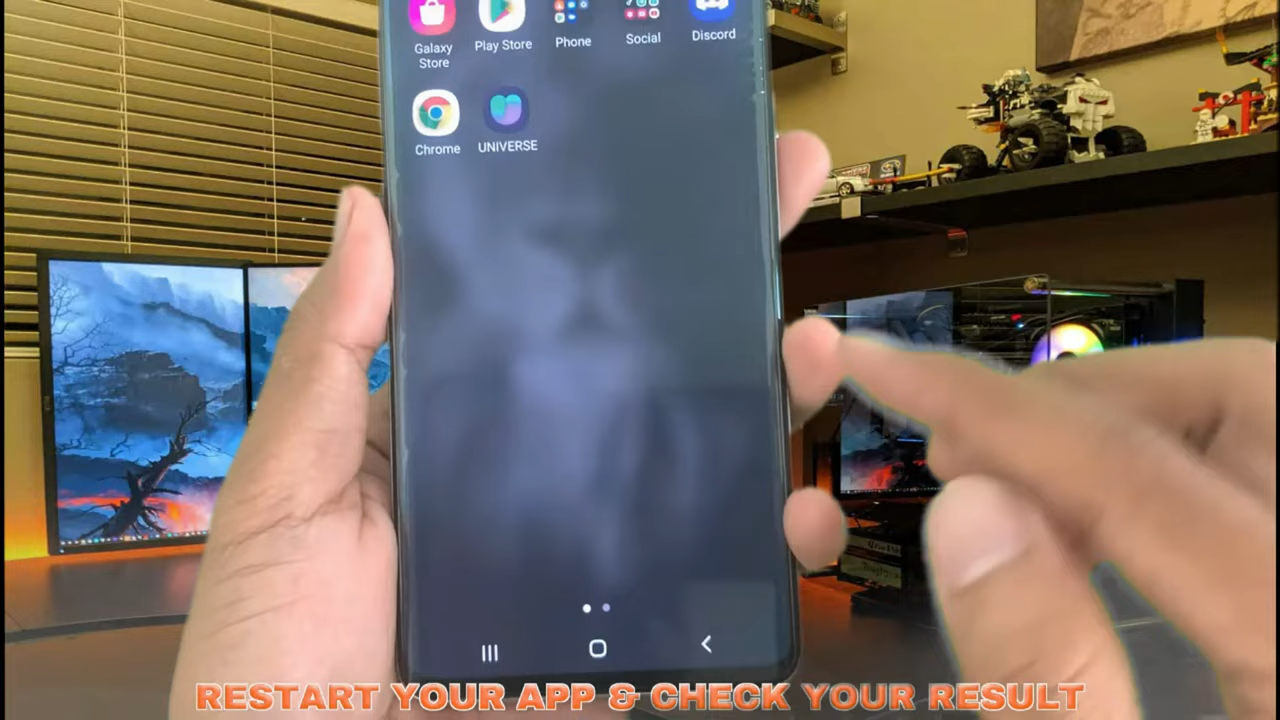 Galaxy
Store
Play Store
Phone
Social
Discord
Chrome
UNIVERSE
RESTART YOUR APP & CHECK YOUR RESULT